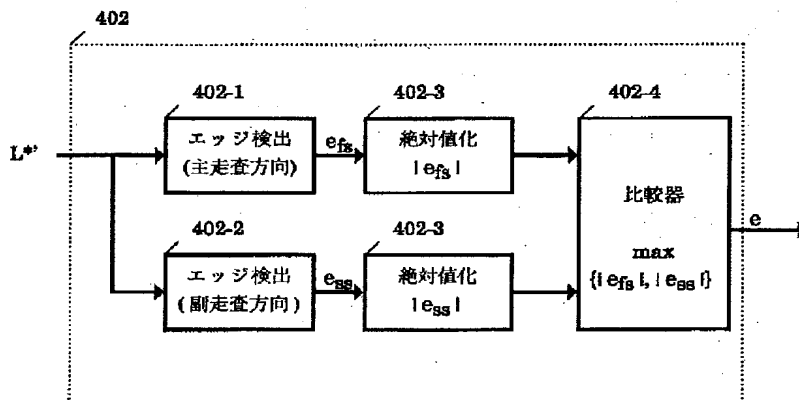 402
402-1
402-3
402-4
L*'
エッジ検出
(主走査方向)
efs
絶対値化
|efs|
比較器
max
{|efs|, |ess|}
e
402-2
402-3
エッジ検出
(副走査方向)
ess
絶対値化
|ess|